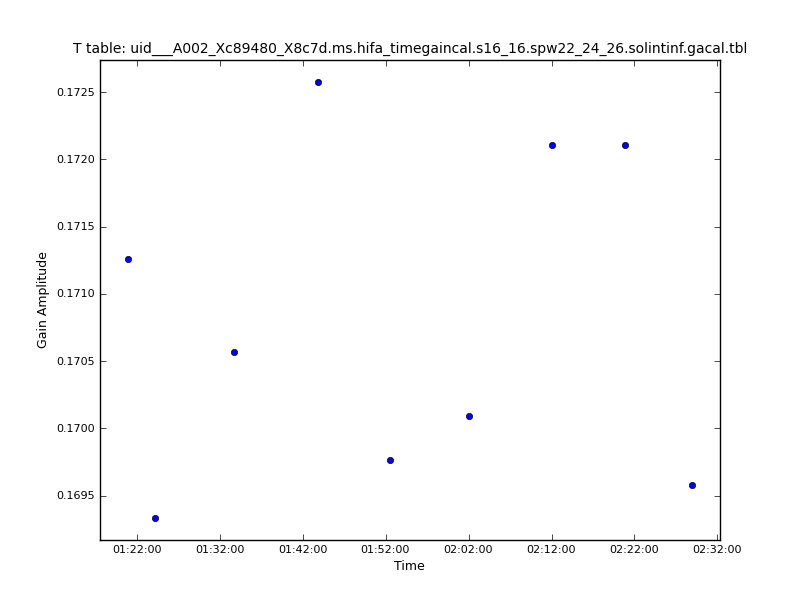 T table: uid___A002_Xc89480_X8c7d.ms.hifa_timegaincal.s16_16.spw22_24_26.solintinf.gacal.tbl
Gain Amplitude
0.1725
0.1720
0.1715
0.1710
0.1705
0.1700
0.1695
01:22:00 01:32:00 01:42:00 01:52:00 02:02:00 02:12:00 02:22:00 02:32:00
Time